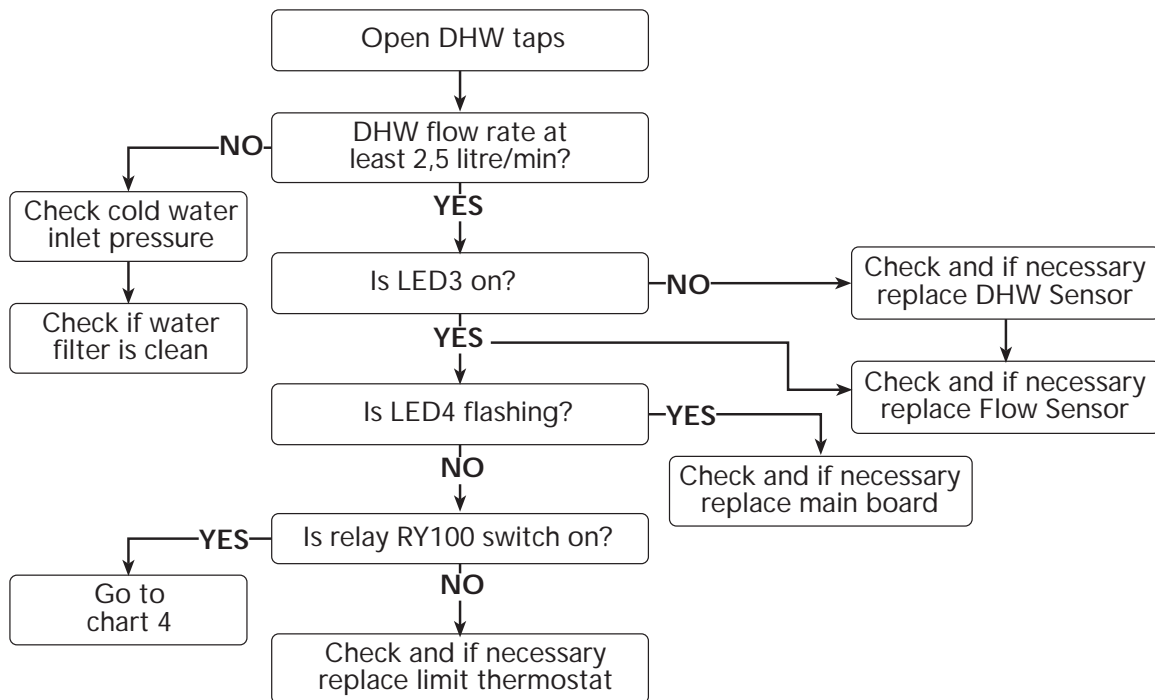 Open DHW taps
DHW flow rate at
least 2,5 litre/min?
NO
Check cold water
inlet pressure
Check if water
filter is clean
YES
Is LED3 on?
NO
Check and if necessary
replace DHW Sensor
YES
Check and if necessary
replace Flow Sensor
Is LED4 flashing?
YES
Check and if necessary
replace main board
NO
Is relay RY100 switch on?
YES
Go to
chart 4
NO
Check and if necessary
replace limit thermostat